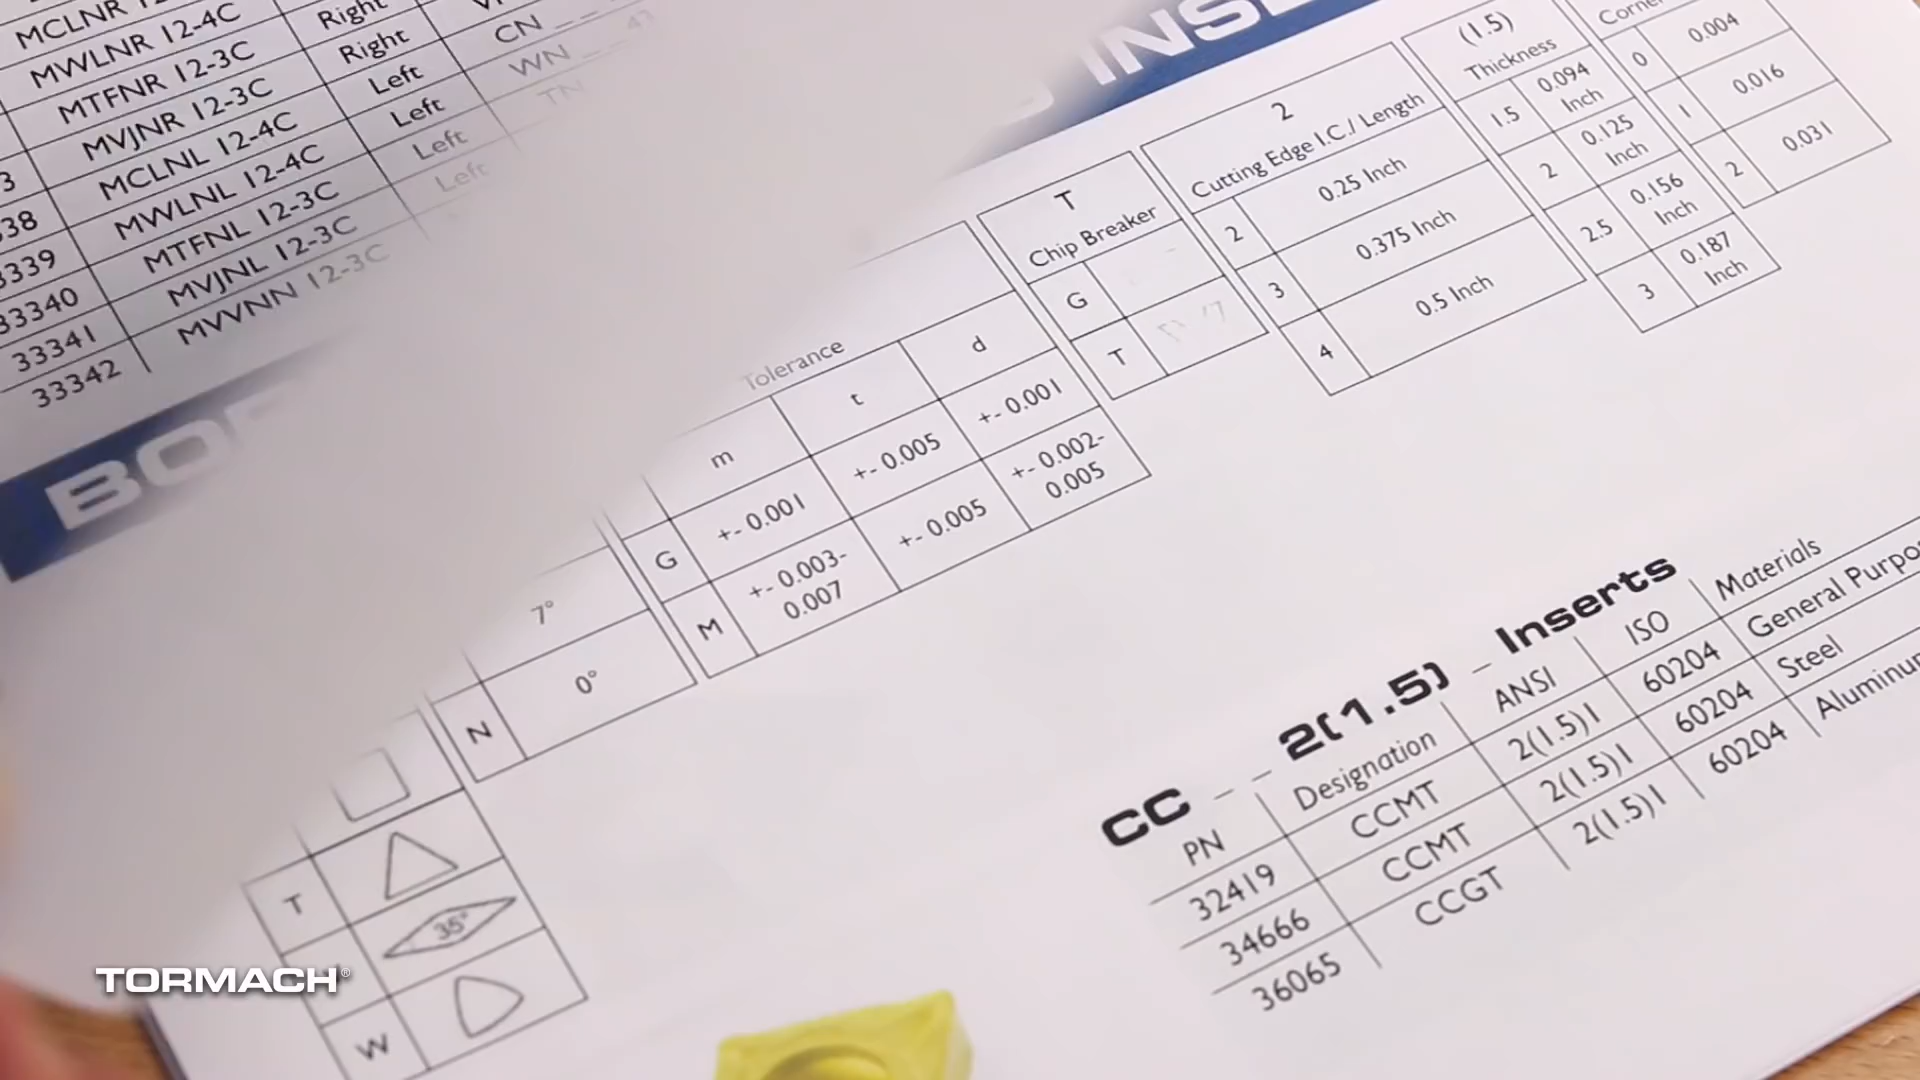 MCLNR 12-
MWLNR 12-4C Right
MTFNR 12-3C Right
MVJNR 12-3C Left CN _ _
MCLNL 12-4C Left WN _ _
38 MWLNL 12-4C Left TN
3339 MTFNL 12-3C Left
33340 MVJNL 12-3C
33341 MVVNN 12-3C
33342
INSE
T
Chip Breaker
G
T
2
Cutting Edge I.C./ Length
2 0.25 Inch
3 0.375 Inch
4 0.5 Inch
(1.5)
Thickness
1.5 0.094 Inch
2 0.125 Inch
2.5 0.156 Inch
3 0.187 Inch
Corne
0 0.004
1 0.016
2 0.031
Tolerance
m t d
G +- 0.001 +- 0.005 +- 0.001
M +- 0.003-0.007 +- 0.005 +- 0.002-0.005
7°
N 0°
T
35°
W
CC _ _ 2(1.5) _ Inserts
PN Designation ANSI ISO Materials
32419 CCMT 2(1.5)1 60204 General Purpo
34666 CCMT 2(1.5)1 60204 Steel
36065 CCGT 2(1.5)1 60204 Aluminu
TORMACH®